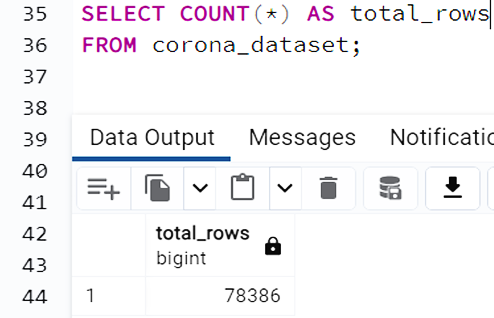 35 SELECT COUNT(*) AS total_rows
36 FROM corona_dataset;
37
38
39 Data Output Messages Notificatio
40
41
42 total_rows
43 bigint
44 1 78386